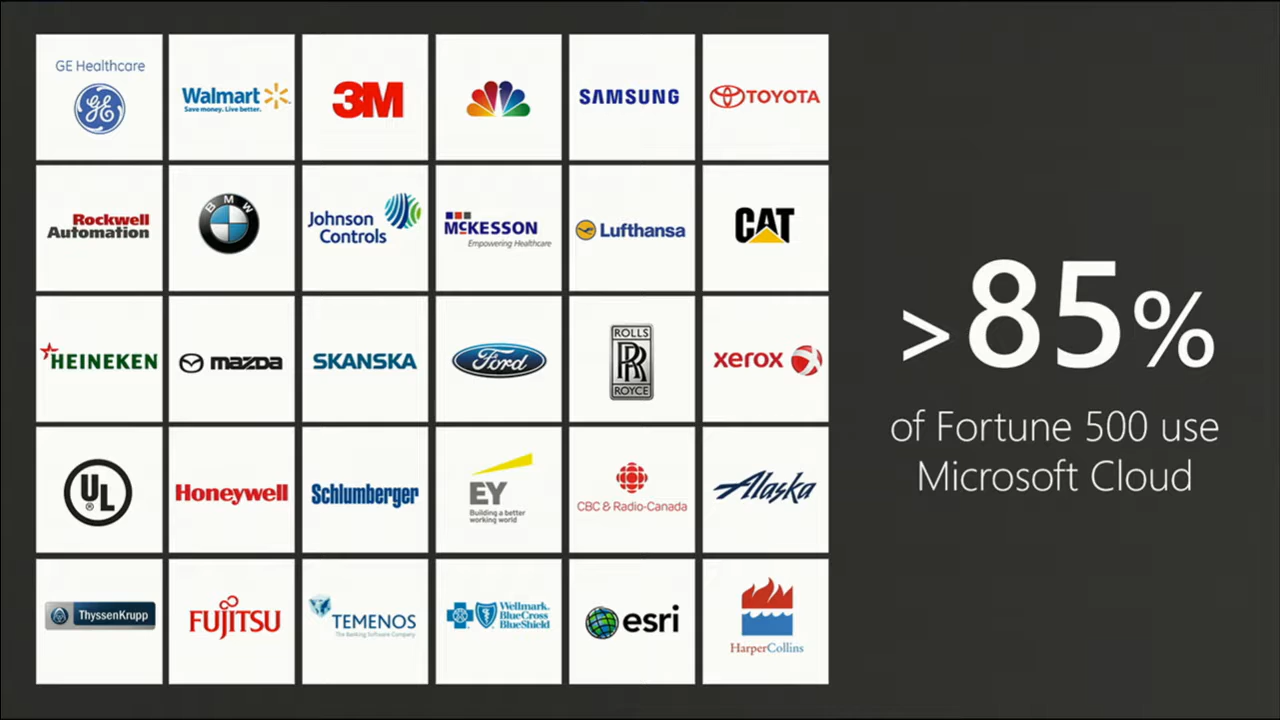 GE Healthcare
GE
Walmart
Save money. Live better.
3M
SAMSUNG
TOYOTA
Rockwell
Automation
BMW
Johnson
Controls
McKESSON
Empowering Healthcare
Lufthansa
CAT
HEINEKEN
mazda
SKANSKA
Ford
ROLLS
RR
ROYCE
xerox
UL
®
Honeywell
Schlumberger
EY
Building a better
working world
CBC & Radio-Canada
Alaska
ThyssenKrupp
FUJITSU
TEMENOS
The Banking Software Company
Wellmark.
BlueCross
BlueShield
esri
HarperCollins
>85%
of Fortune 500 use
Microsoft Cloud